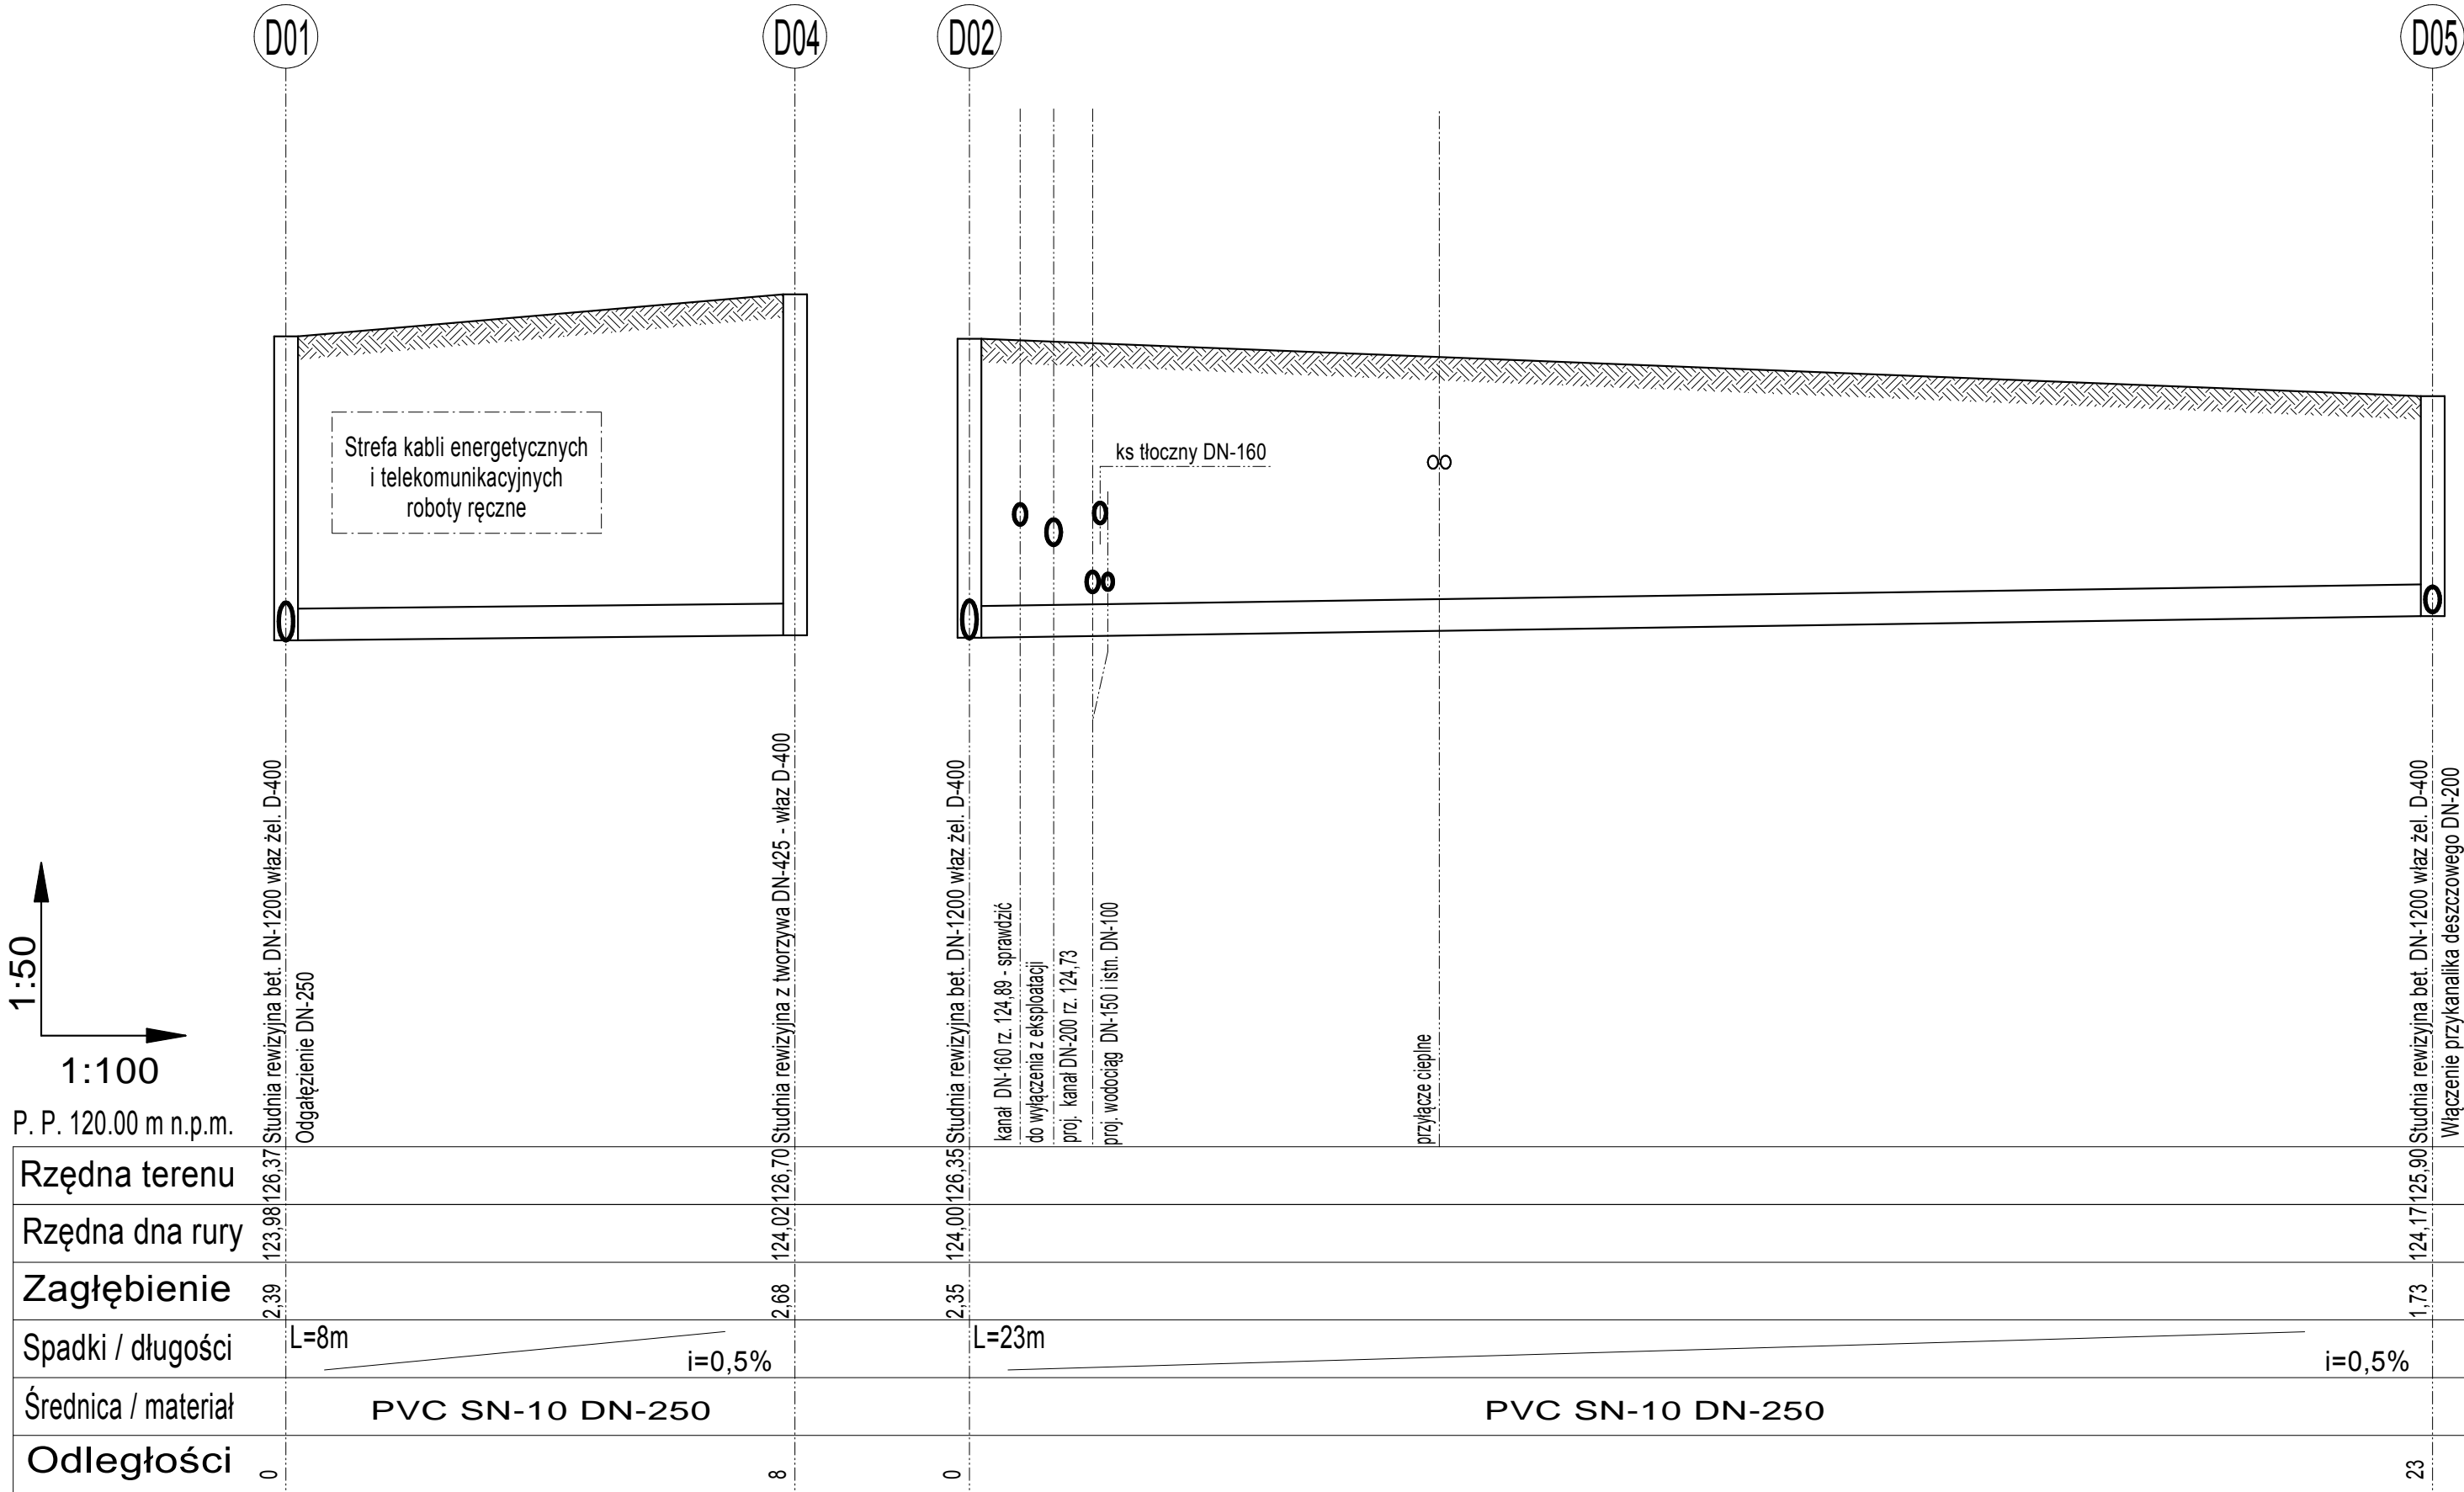 D01
D04
D02
D05
Strefa kabli energetycznych
i telekomunikacyjnych
roboty ręczne
ks tłoczny DN-160
1:50
1:100
P. P. 120.00 m n.p.m.
Studnia rewizyjna bet. DN-1200 właz żel. D-400
Odgałęzienie DN-250
Studnia rewizyjna z tworzywa DN-425 - właz D-400
Studnia rewizyjna bet. DN-1200 właz żel. D-400
kanał DN-160 rz. 124,89 - sprawdzić
do wyłączenia z eksploatacji
proj. kanał DN-200 rz. 124,73
proj. wodociąg DN-150 i istn. DN-100
przyłącze cieplne
Studnia rewizyjna bet. DN-1200 właz żel. D-400
Włączenie przykanalika deszczowego DN-200
Rzędna terenu 126,37 126,70 126,35 125,90
Rzędna dna rury 123,98 124,02 124,00 124,17
Zagłębienie 2,39 2,68 2,35 1,73
Spadki / długości L=8m i=0,5% L=23m i=0,5%
Średnica / materiał PVC SN-10 DN-250 PVC SN-10 DN-250
Odległości 0 8 0 23